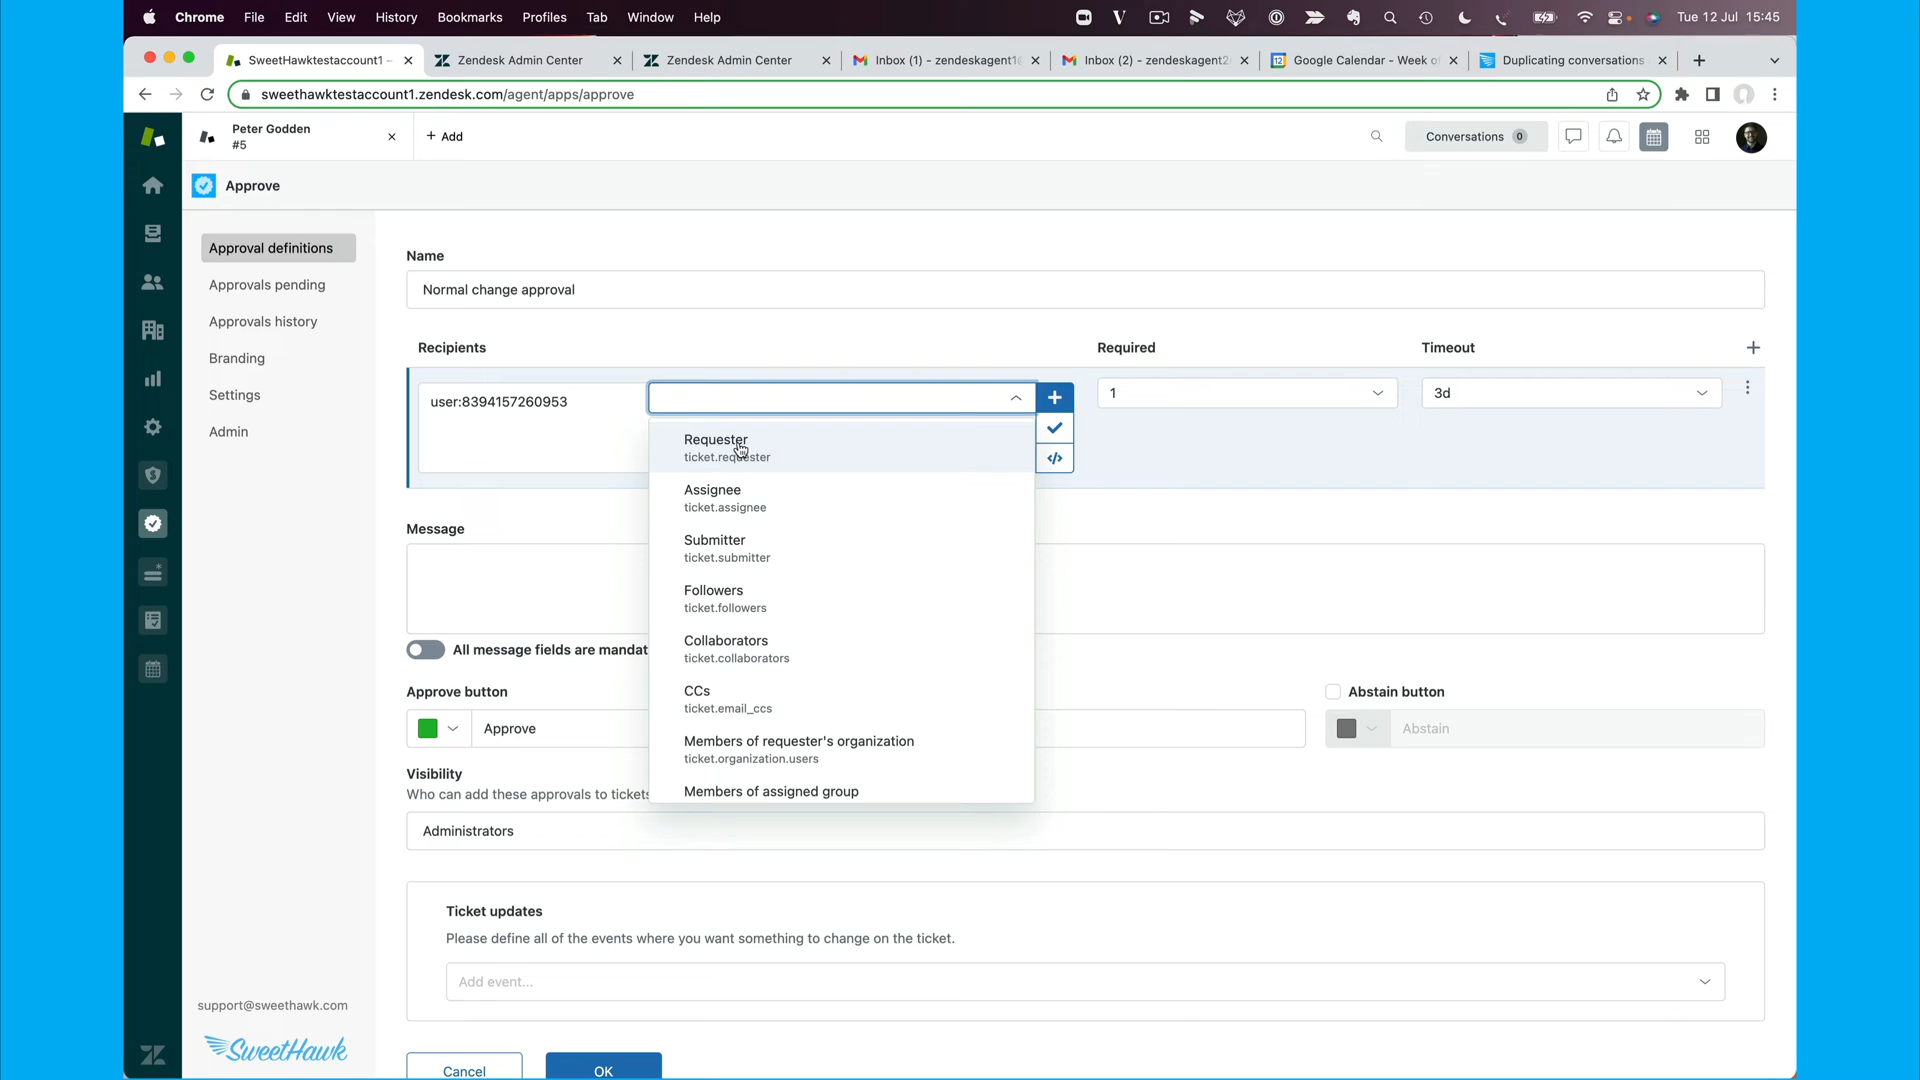 Chrome File Edit View History Bookmarks Profiles Tab Window Help Tue 12 Jul 15:45
SweetHawktestaccount1 – Zendesk Admin Center Zendesk Admin Center Inbox (1) - zendeskagent1 Inbox (2) - zendeskagent2 Google Calendar - Week of Duplicating conversations
sweethawktestaccount1.zendesk.com/agent/apps/approve
Peter Godden
#5
+ Add
Conversations 0
Approve
Approval definitions
Approvals pending
Approvals history
Branding
Settings
Admin
Name
Normal change approval
Recipients Required Timeout
user:8394157260953 1 3d
Requester
ticket.requester
Assignee
ticket.assignee
Submitter
ticket.submitter
Followers
ticket.followers
Collaborators
ticket.collaborators
CCs
ticket.email_ccs
Members of requester's organization
ticket.organization.users
Members of assigned group
Message
All message fields are mandat
Approve button Abstain button
Approve Abstain
Visibility
Who can add these approvals to tickets
Administrators
Ticket updates
Please define all of the events where you want something to change on the ticket.
Add event...
Cancel OK
support@sweethawk.com
SweetHawk